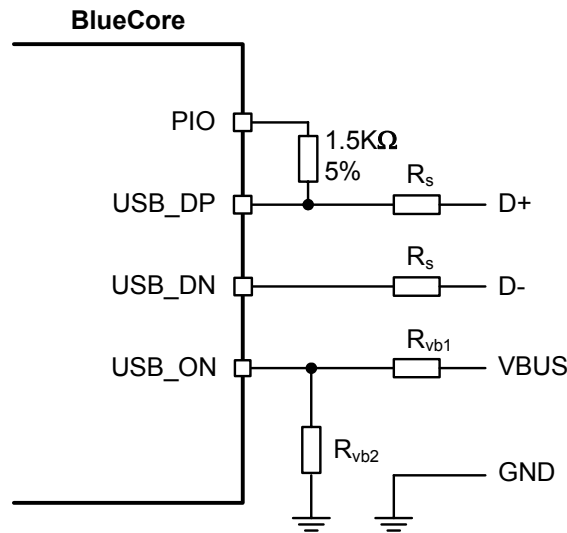 BlueCore
PIO
1.5KΩ
5%
USB_DP
Rs
D+
USB_DN
Rs
D-
USB_ON
Rvb1
VBUS
Rvb2
GND